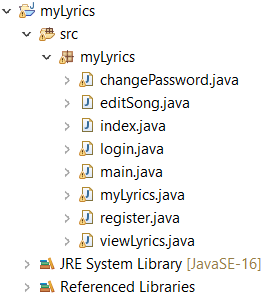 myLyrics
src
myLyrics
changePassword.java
editSong.java
index.java
login.java
main.java
myLyrics.java
register.java
viewLyrics.java
JRE System Library [JavaSE-16]
Referenced Libraries